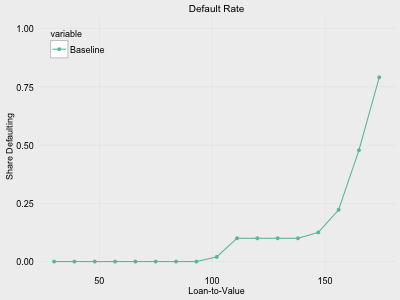 Default Rate
1.00
variable
Baseline
0.75
0.50
0.25
0.00
Share Defaulting
50 100 150
Loan-to-Value